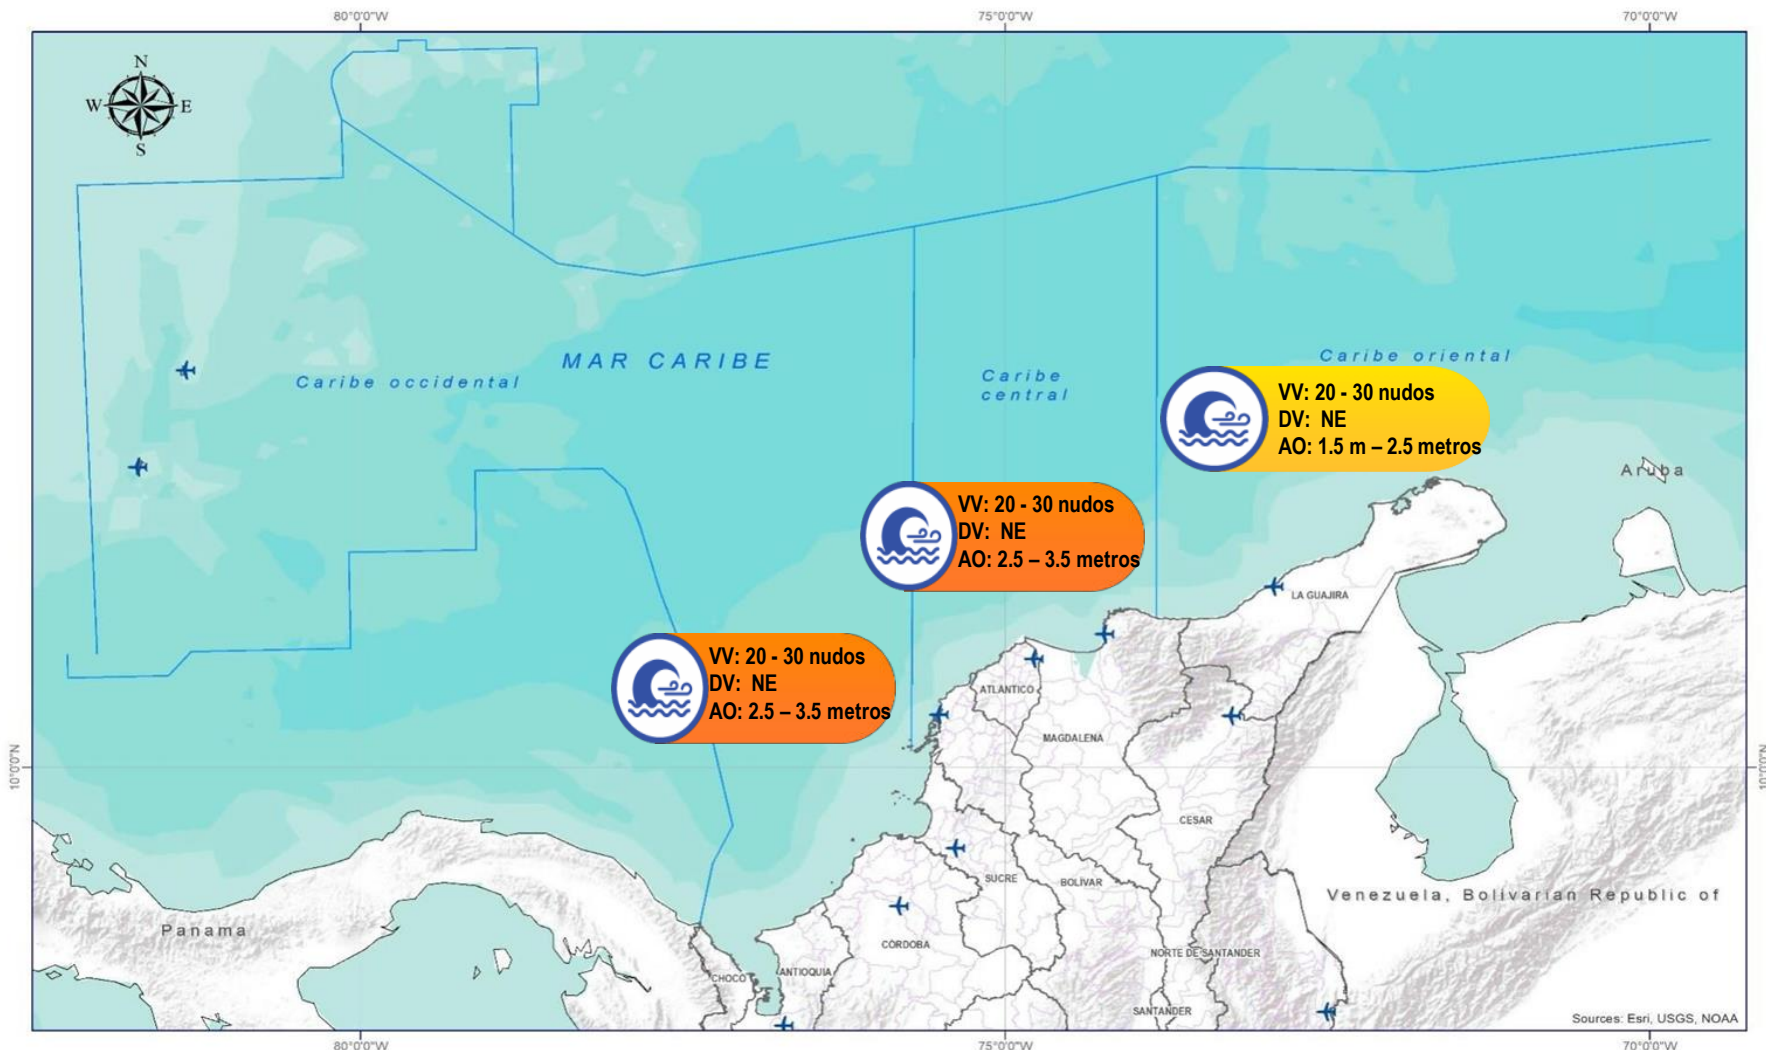 80°0'0"W
75°0'0"W
70°0'0"W
N
W
E
S
MAR CARIBE
Caribe occidental
Caribe
central
Caribe oriental
VV: 20 - 30 nudos
DV: NE
AO: 1.5 m – 2.5 metros
Aruba
VV: 20 - 30 nudos
DV: NE
AO: 2.5 – 3.5 metros
LA GUAJIRA
VV: 20 - 30 nudos
DV: NE
AO: 2.5 – 3.5 metros
ATLANTICO
MAGDALENA
10°0'0"N
10°0'0"N
CESAR
SUCRE
BOLÍVAR
Venezuela, Bolivarian Republic of
Panama
CÓRDOBA
NORTE DE SANTANDER
CHOCÓ
ANTIOQUIA
SANTANDER
Sources: Esri, USGS, NOAA
80°0'0"W
75°0'0"W
70°0'0"W